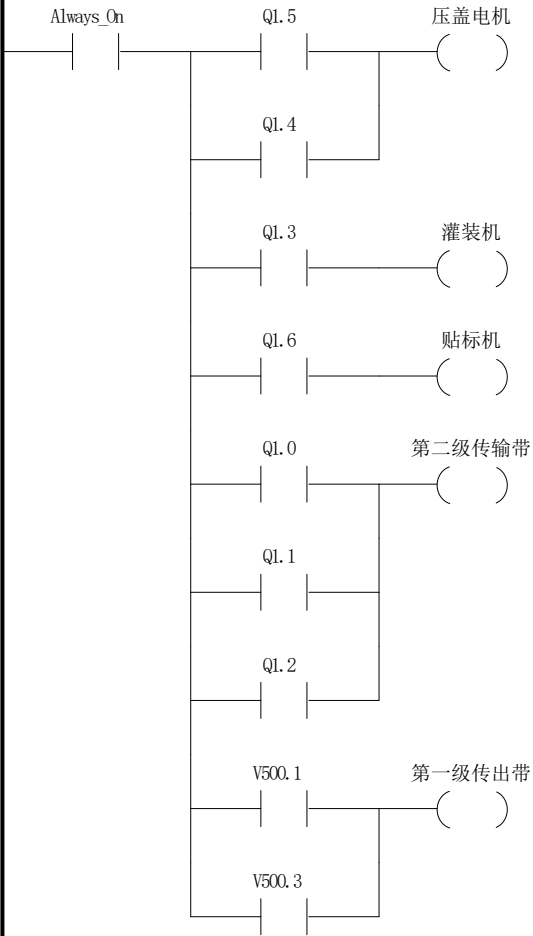 Always_On Q1.5 压盖电机
Q1.4
Q1.3 灌装机
Q1.6 贴标机
Q1.0 第二级传输带
Q1.1
Q1.2
V500.1 第一级传出带
V500.3